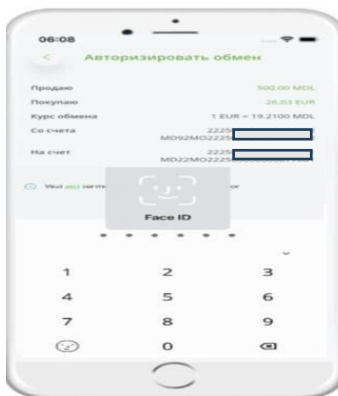 06:08
Авторизировать обмен
Продаю 500.00 MDL
Покупаю 26.03 EUR
Курс обмена 1 EUR = 19.2100 MDL
Со счета 2225
MD92MO2225
На счет 2225
MD22MO2225
Veți aici
Face ID
1 2 3
4 5 6
7 8 9
0